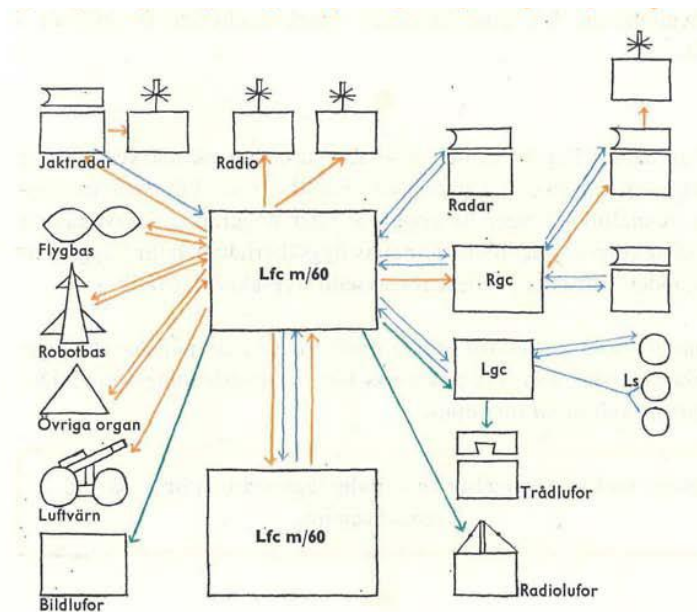 Jaktradar
Radio
Radar
Flygbas
Lfc m/60
Rgc
Robotbas
Lgc
Ls
Övriga organ
Luftvärn
Trådlufor
Lfc m/60
Bildlufor
Radiolufor